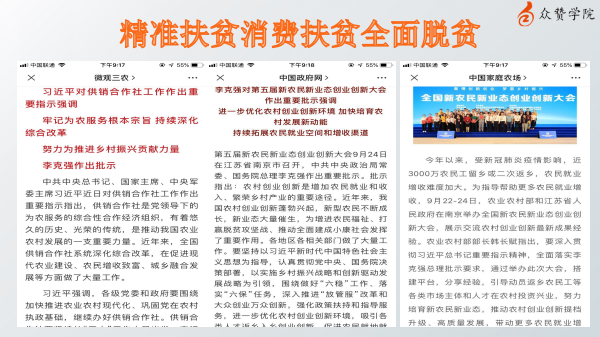 精准扶贫消费扶贫全面脱贫
众赞学院
中国联通
下午9:17
55%
微观三农>
习近平对供销合作社工作作出重要指示强调
牢记为农服务根本宗旨 持续深化
综合改革
努力为推进乡村振兴贡献力量
李克强作出批示
中共中央总书记、国家主席、中央军
委主席习近平近日对供销合作社工作作出
重要指示指出，供销合作社是党领导下的
为农服务的综合性合作经济组织，有着悠
久的历史、光荣的传统，是推动我国农业
农村发展的一支重要力量。近年来，全国
供销合作社系统深化综合改革，在促进现
代农业建设、农民增收致富、城乡融合发
展等方面做了大量工作。
习近平强调，各级党委和政府要围绕
加快推进农业农村现代化、巩固党在农村
执政基础，继续办好供销合作社。供销合
中国联通
下午9:18
55%
中国政府网>
李克强对第五届新农民新业态创业创新大会
作出重要批示强调
进一步优化农村创业创新环境 加快培育农
村发展新动能
持续拓展农民就业空间和增收渠道
第五届新农民新业态创业创新大会9月24日
在江苏省南京市召开，中共中央政治局常
委、国务院总理李克强作出重要批示。批示
指出：农村创业创新是增加农民就业和收
入、繁荣乡村产业的重要途径。近年来，我
国农村创业创新蓬勃兴起，新型农民不断成
长，新业态大量催生，为增进农民福祉、打
赢脱贫攻坚战、推动全面建成小康社会发挥
了重要作用。各地区各相关部门做了大量工
作。要坚持以习近平新时代中国特色社会主
义思想为指导，认真贯彻党中央、国务院决
策部署，以实施乡村振兴战略和创新驱动发
展战略为引领，围绕做好“六稳”工作、落
实“六保”任务，深入推进“放管服”改革和
大众创业万众创新，强化政策扶持和指导服
务，进一步优化农村创业创新环境，吸引各
中国联通
下午9:17
55%
中国家庭农场>
全国新农民新业态创业创新大会
今年以来，受新冠肺炎疫情影响，近
3000万农民工留乡或二次返乡，农民就业
增收难度加大。为指导帮助更多农民就业增
收，9月22-24日，农业农村部和江苏省人
民政府在南京举办全国新农民新业态创业创
新大会，展示交流农村创业创新最新成果经
验。农业农村部部长韩长赋指出，要深入贯
彻习近平总书记重要指示精神，全面落实李
克强总理批示要求，通过举办此次大会，搭
建平台，分享经验，引导动员返乡农民工等
各类市场主体和人才在农村投资兴业，努力
培育新农民新业态，推动农村创业创新提档
升级、高质量发展，带动更多农民就业增